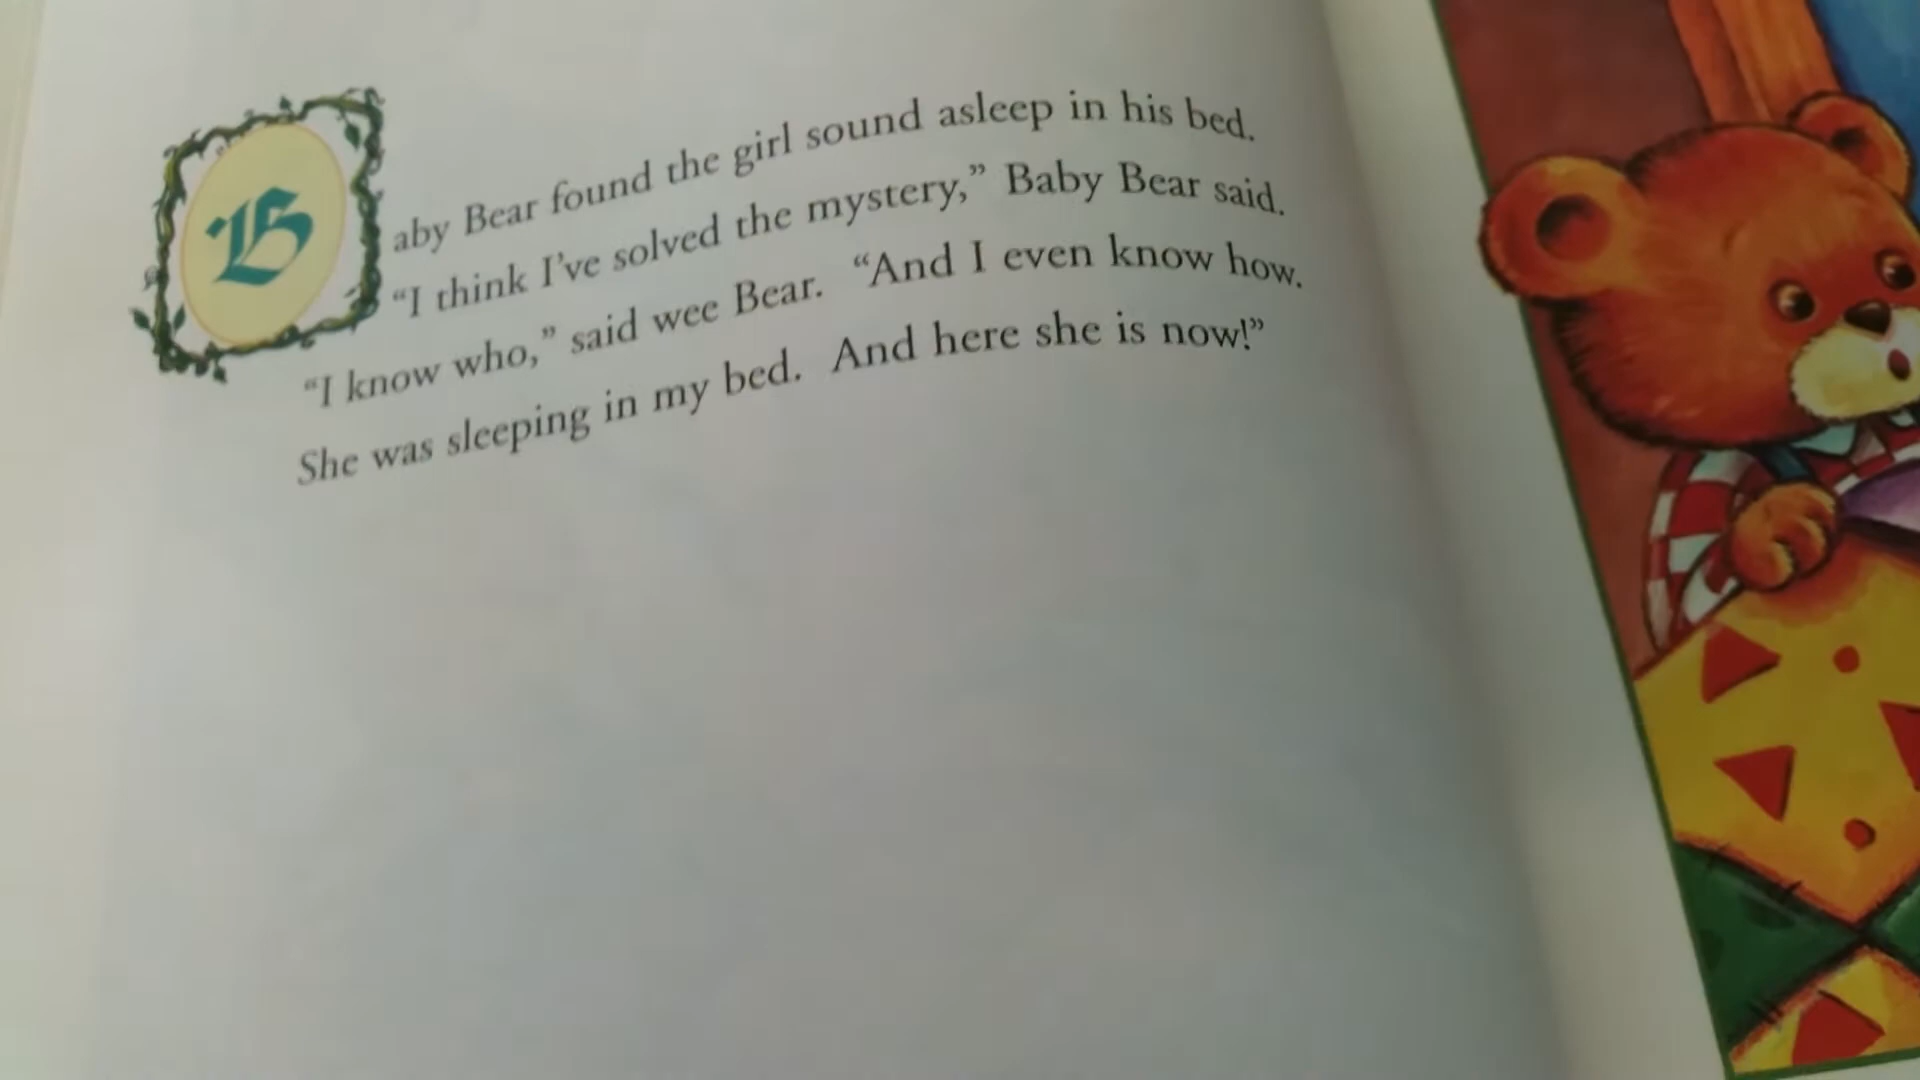 Baby Bear found the girl sound asleep in his bed.
“I think I’ve solved the mystery,” Baby Bear said.
“I know who,” said wee Bear. “And I even know how.
She was sleeping in my bed. And here she is now!”